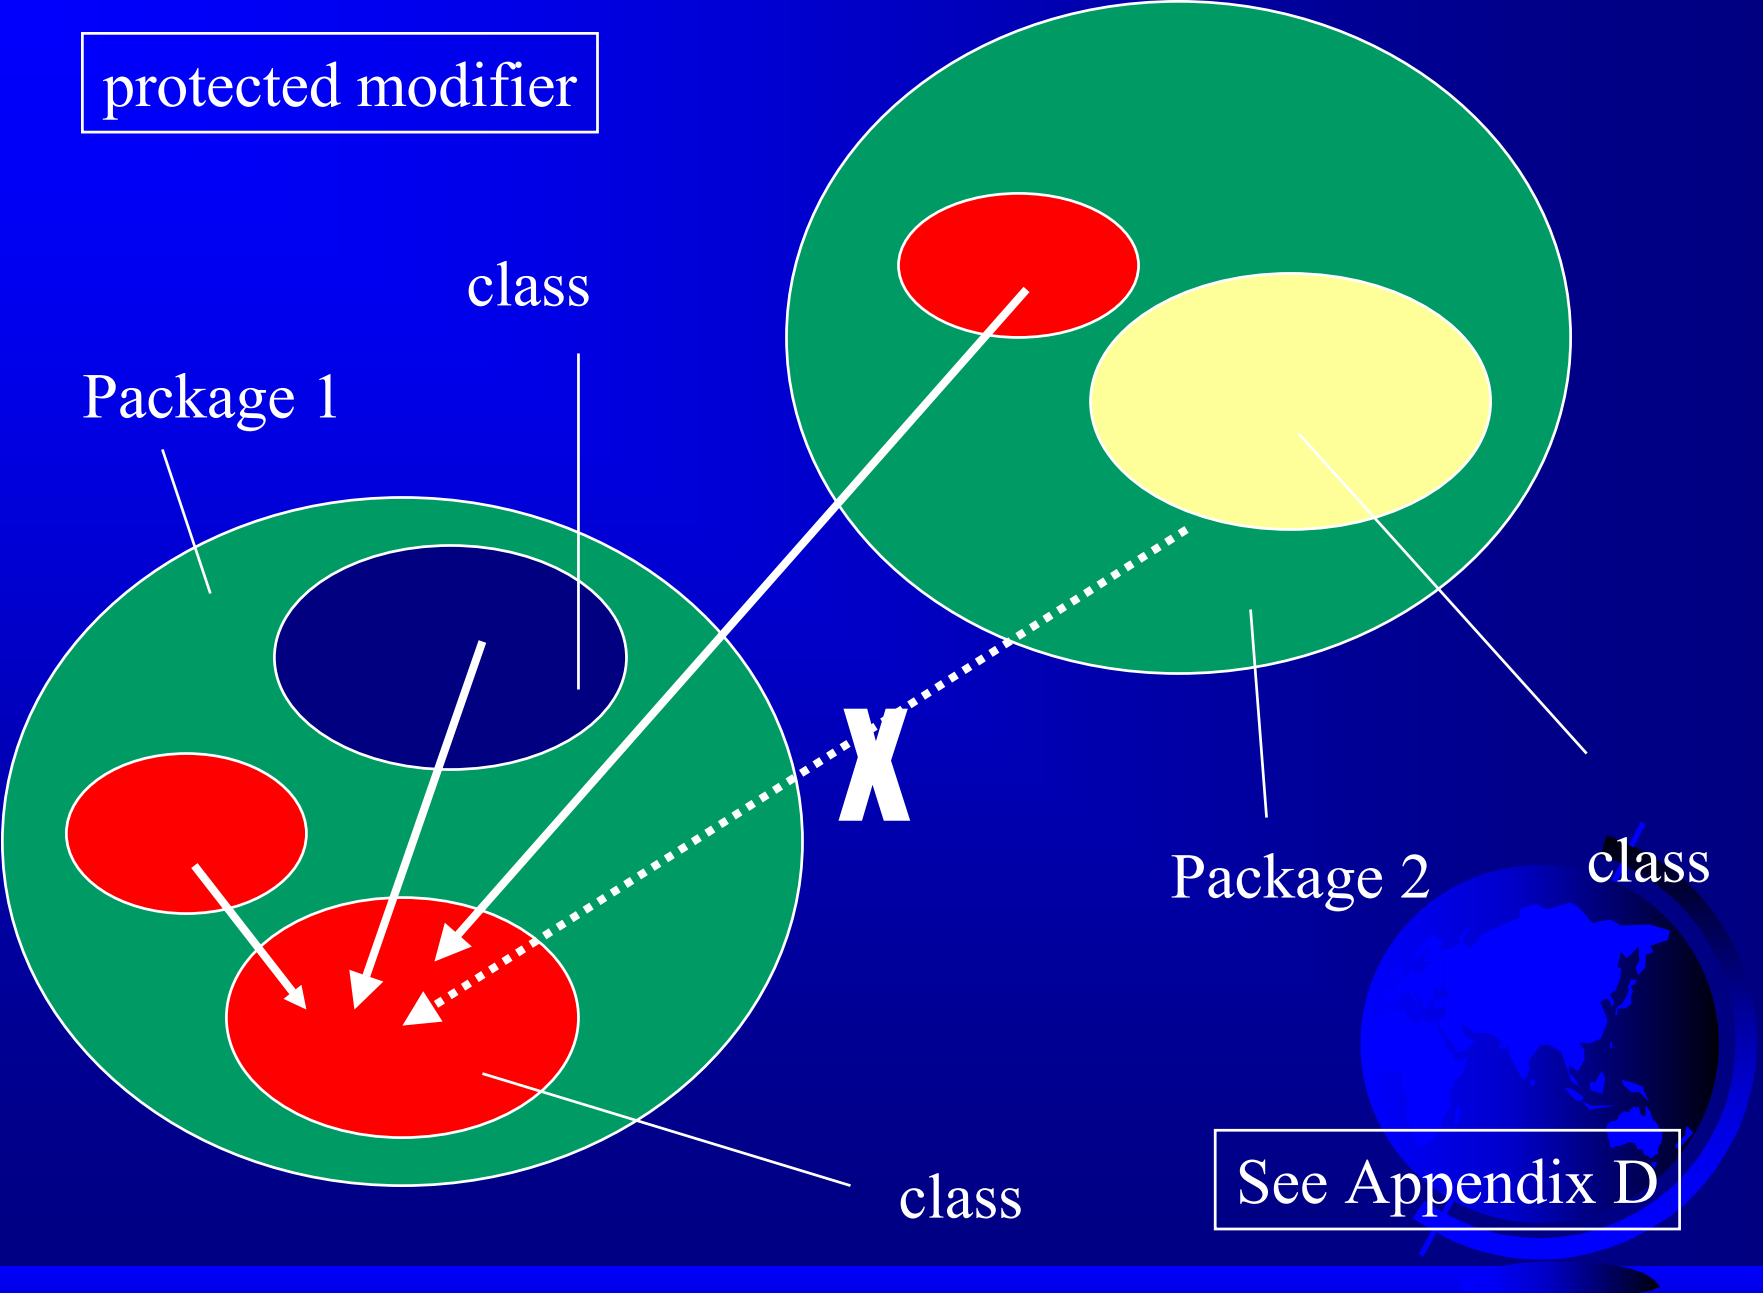 protected modifier
class
Package 1
X
Package 2
class
class
See Appendix D